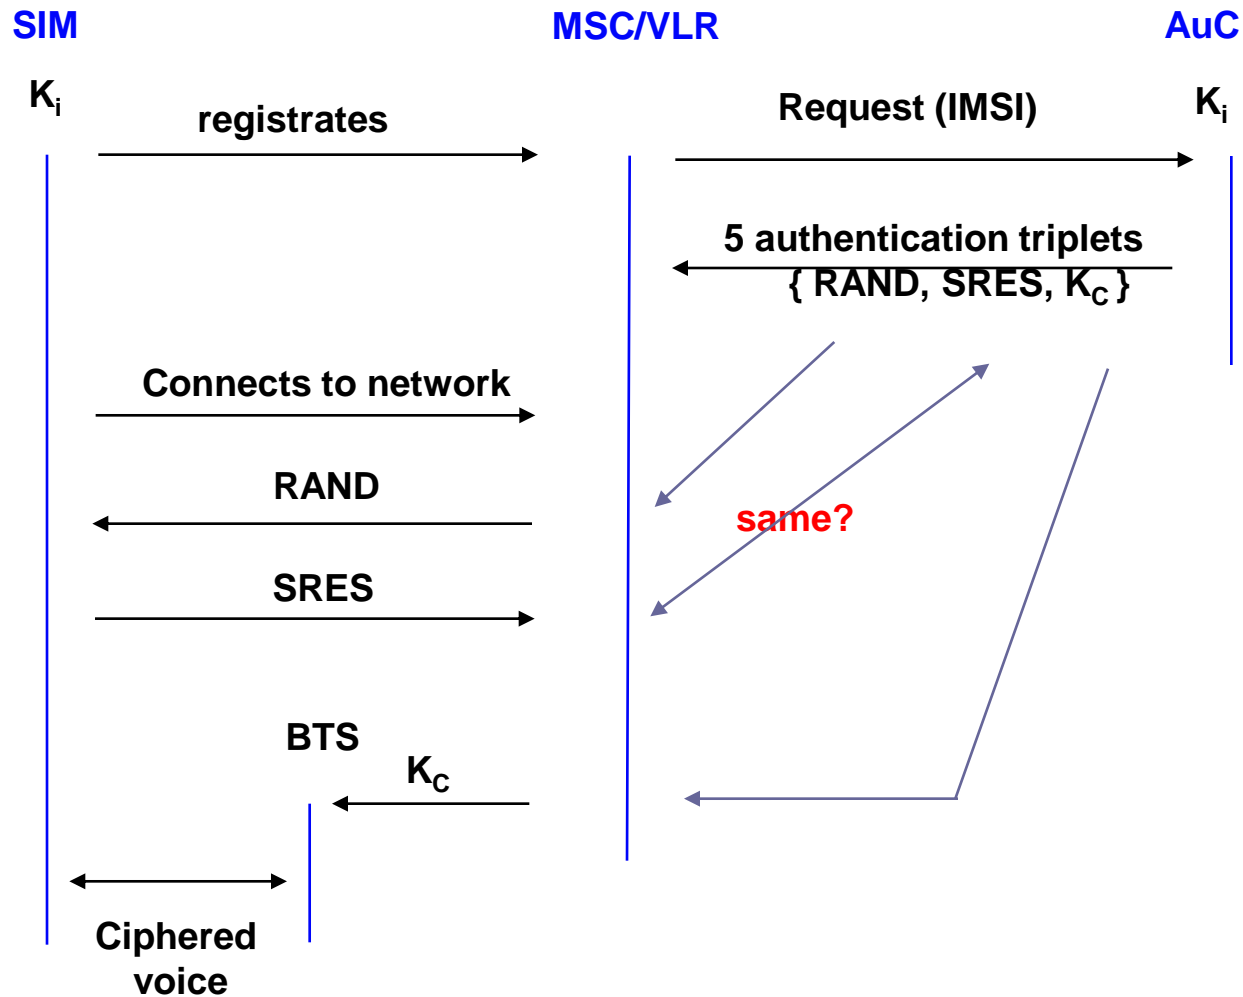 SIM MSC/VLR AuC
Ki Ki
registrates Request (IMSI)
5 authentication triplets
{ RAND, SRES, KC }
Connects to network
RAND
same?
SRES
BTS
KC
Ciphered
voice